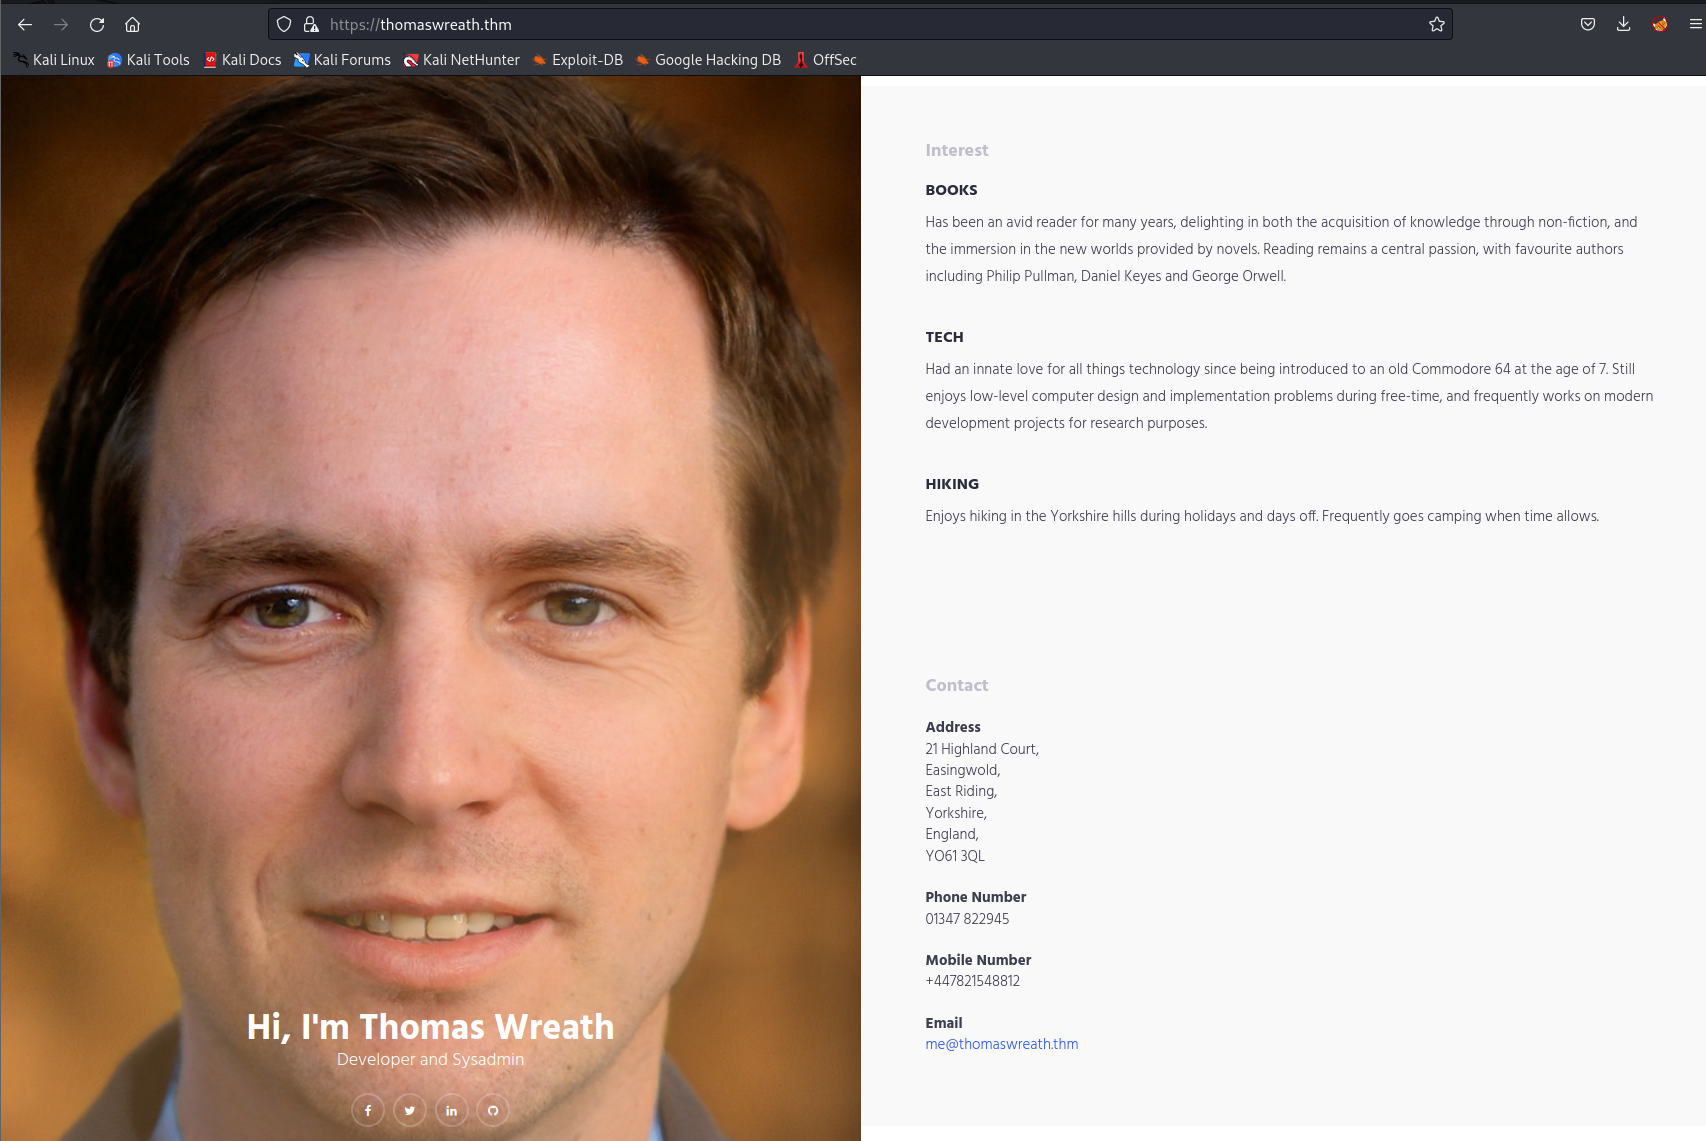 https://thomaswreath.thm
Kali Linux Kali Tools Kali Docs Kali Forums Kali NetHunter Exploit-DB Google Hacking DB OffSec
Hi, I'm Thomas Wreath
Developer and Sysadmin
Interest
BOOKS
Has been an avid reader for many years, delighting in both the acquisition of knowledge through non-fiction, and
the immersion in the new worlds provided by novels. Reading remains a central passion, with favourite authors
including Philip Pullman, Daniel Keyes and George Orwell.
TECH
Had an innate love for all things technology since being introduced to an old Commodore 64 at the age of 7. Still
enjoys low-level computer design and implementation problems during free-time, and frequently works on modern
development projects for research purposes.
HIKING
Enjoys hiking in the Yorkshire hills during holidays and days off. Frequently goes camping when time allows.
Contact
Address
21 Highland Court,
Easingwold,
East Riding,
Yorkshire,
England,
YO61 3QL
Phone Number
01347 822945
Mobile Number
+447821548812
Email
me@thomaswreath.thm